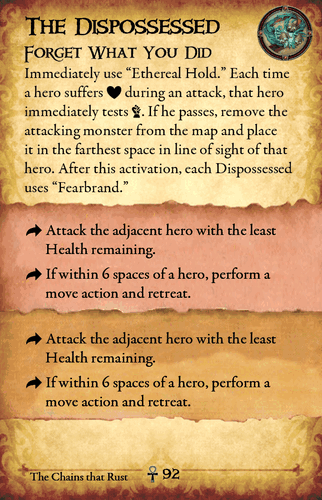 The Dispossessed
Forget What You Did
Immediately use “Ethereal Hold.” Each time
a hero suffers during an attack, that hero
immediately tests . If he passes, remove the
attacking monster from the map and place
it in the farthest space in line of sight of that
hero. After this activation, each Dispossessed
uses “Fearbrand.”
Attack the adjacent hero with the least
Health remaining.
If within 6 spaces of a hero, perform a
move action and retreat.
Attack the adjacent hero with the least
Health remaining.
If within 6 spaces of a hero, perform a
move action and retreat.
The Chains that Rust 92